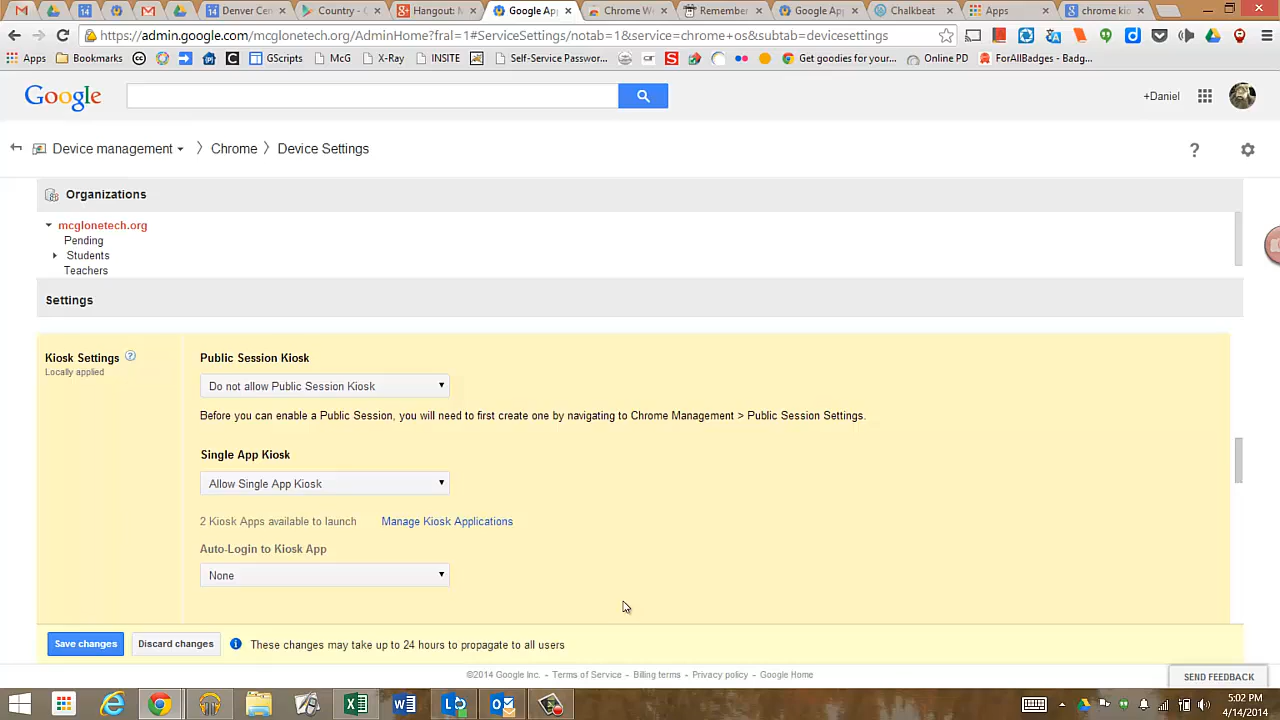 Denver Cen
Country -
Hangout: M
Google Ap
Chrome We
Remember
Google Ap
Chalkbeat
Apps
chrome kio
https://admin.google.com/mcglonetech.org/AdminHome?fral=1#ServiceSettings/notab=1&service=chrome+os&subtab=devicesettings
Apps
Bookmarks
GScripts
McG
X-Ray
INSITE
Self-Service Passwor...
Get goodies for your...
Online PD
ForAllBadges - Badg...
Google
+Daniel
Device management
Chrome
Device Settings
Organizations
mcglonetech.org
Pending
Students
Teachers
Settings
Kiosk Settings
Locally applied
Public Session Kiosk
Do not allow Public Session Kiosk
Before you can enable a Public Session, you will need to first create one by navigating to Chrome Management > Public Session Settings.
Single App Kiosk
Allow Single App Kiosk
2 Kiosk Apps available to launch
Manage Kiosk Applications
Auto-Login to Kiosk App
None
Save changes
Discard changes
These changes may take up to 24 hours to propagate to all users
©2014 Google Inc. - Terms of Service - Billing terms - Privacy policy - Google Home
SEND FEEDBACK
5:02 PM
4/14/2014